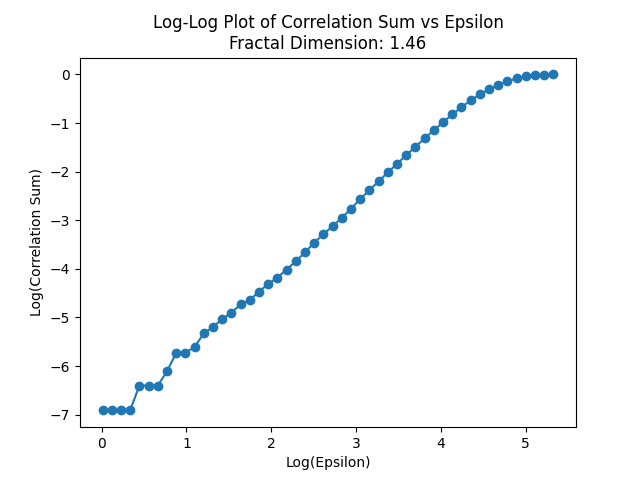 Log-Log Plot of Correlation Sum vs Epsilon
Fractal Dimension: 1.46
0
−1
−2
−3
−4
−5
−6
−7
Log(Correlation Sum)
0 1 2 3 4 5
Log(Epsilon)